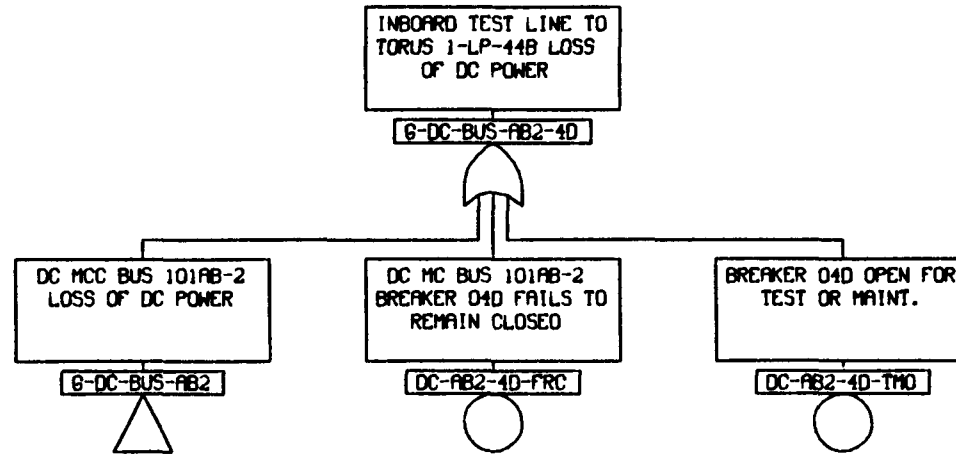 INBOARD TEST LINE TO
TORUS 1-LP-44B LOSS
OF DC POWER
G-DC-BUS-AB2-4D
DC MCC BUS 101AB-2
LOSS OF DC POWER
G-DC-BUS-AB2
DC MC BUS 101AB-2
BREAKER 04D FAILS TO
REMAIN CLOSED
DC-AB2-4D-FRC
BREAKER 04D OPEN FOR
TEST OR MAINT.
DC-AB2-4D-TMO